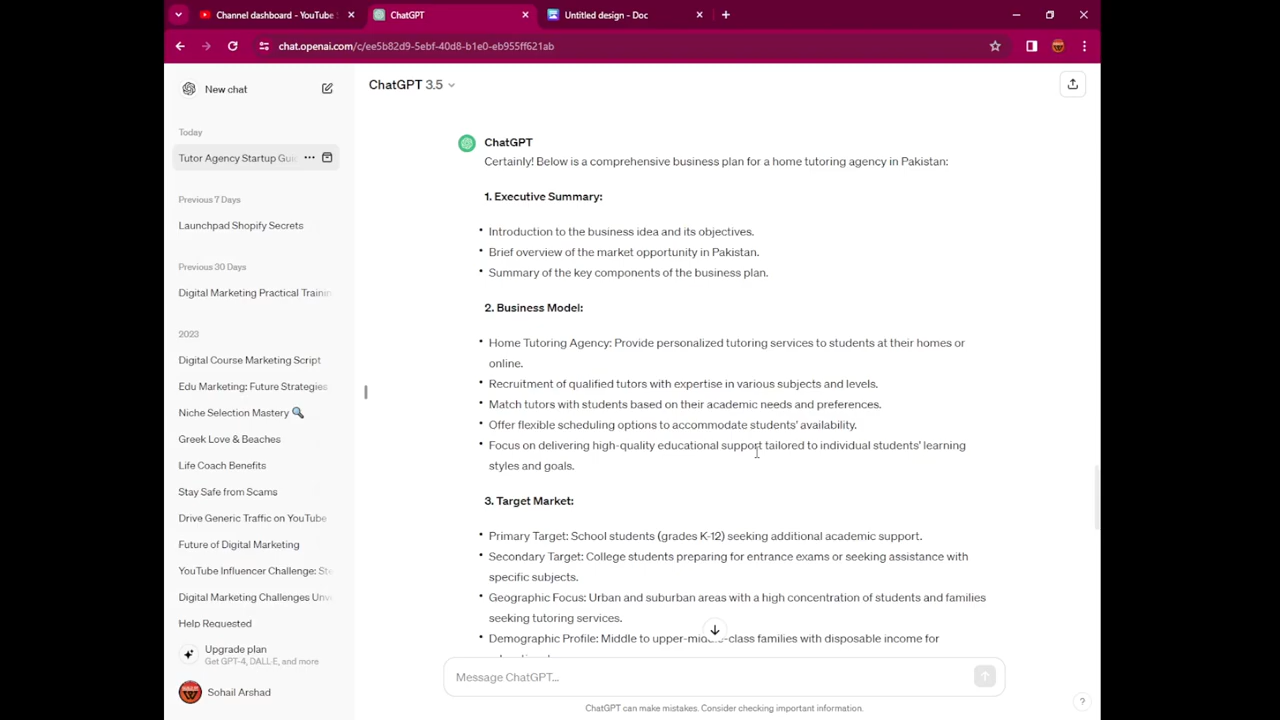 Channel dashboard - YouTube
ChatGPT
Untitled design - Doc
chat.openai.com/c/ee5b82d9-5ebf-40d8-b1e0-eb955ff621ab
New chat
Today
Tutor Agency Startup Gui
Previous 7 Days
Launchpad Shopify Secrets
Previous 30 Days
Digital Marketing Practical Trainin
2023
Digital Course Marketing Script
Edu Marketing: Future Strategies
Niche Selection Mastery 🔍
Greek Love & Beaches
Life Coach Benefits
Stay Safe from Scams
Drive Generic Traffic on YouTube
Future of Digital Marketing
YouTube Influencer Challenge: Ste
Digital Marketing Challenges Unv
Help Requested
Upgrade plan
Get GPT-4, DALL·E, and more
Sohail Arshad
ChatGPT 3.5
ChatGPT
Certainly! Below is a comprehensive business plan for a home tutoring agency in Pakistan:
1. Executive Summary:
• Introduction to the business idea and its objectives.
• Brief overview of the market opportunity in Pakistan.
• Summary of the key components of the business plan.
2. Business Model:
• Home Tutoring Agency: Provide personalized tutoring services to students at their homes or
online.
• Recruitment of qualified tutors with expertise in various subjects and levels.
• Match tutors with students based on their academic needs and preferences.
• Offer flexible scheduling options to accommodate students' availability.
• Focus on delivering high-quality educational support tailored to individual students' learning
styles and goals.
3. Target Market:
• Primary Target: School students (grades K-12) seeking additional academic support.
• Secondary Target: College students preparing for entrance exams or seeking assistance with
specific subjects.
• Geographic Focus: Urban and suburban areas with a high concentration of students and families
seeking tutoring services.
• Demographic Profile: Middle to upper-middle-class families with disposable income for
Message ChatGPT...
ChatGPT can make mistakes. Consider checking important information.
?